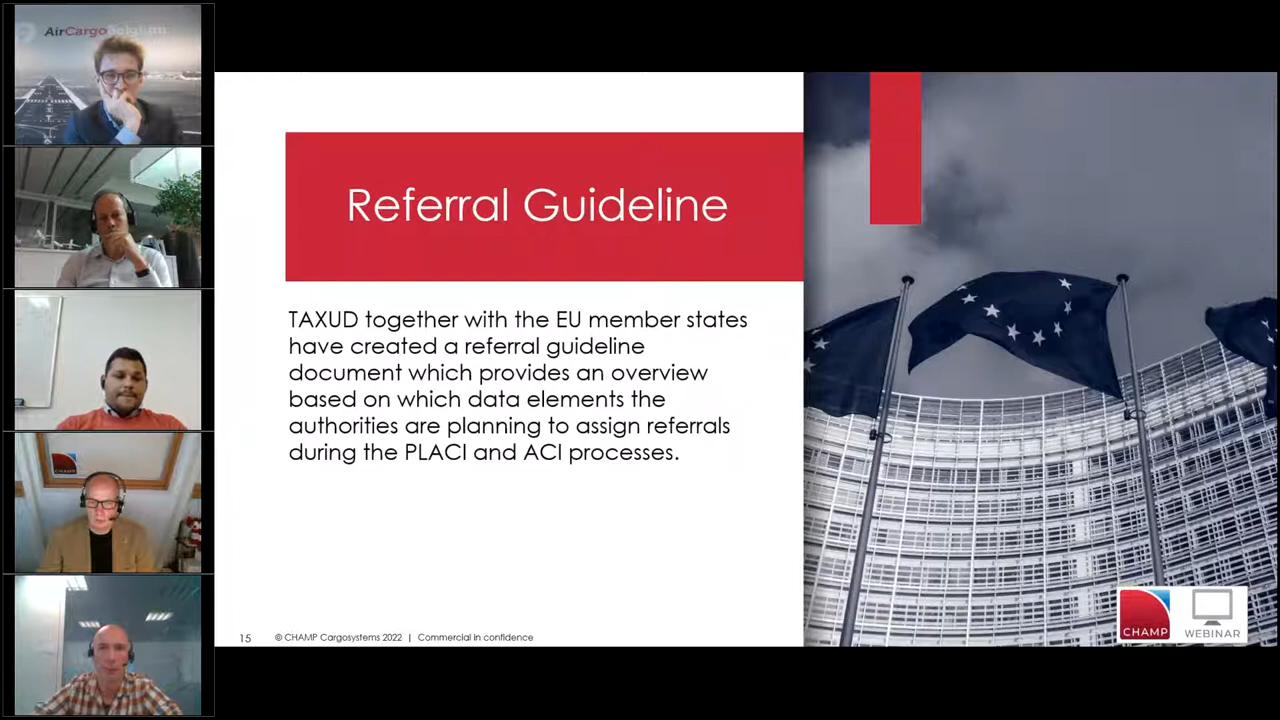 AirCargoBelgium
CHAMP
Referral Guideline
TAXUD together with the EU member states
have created a referral guideline
document which provides an overview
based on which data elements the
authorities are planning to assign referrals
during the PLACI and ACI processes.
15 © CHAMP Cargosystems 2022 | Commercial in confidence
CHAMP
WEBINAR